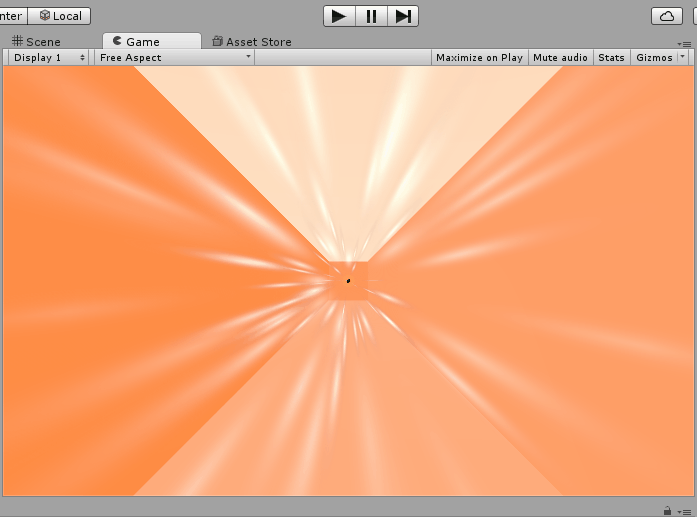 nter Local
Scene Game Asset Store
Display 1 Free Aspect Maximize on Play Mute audio Stats Gizmos